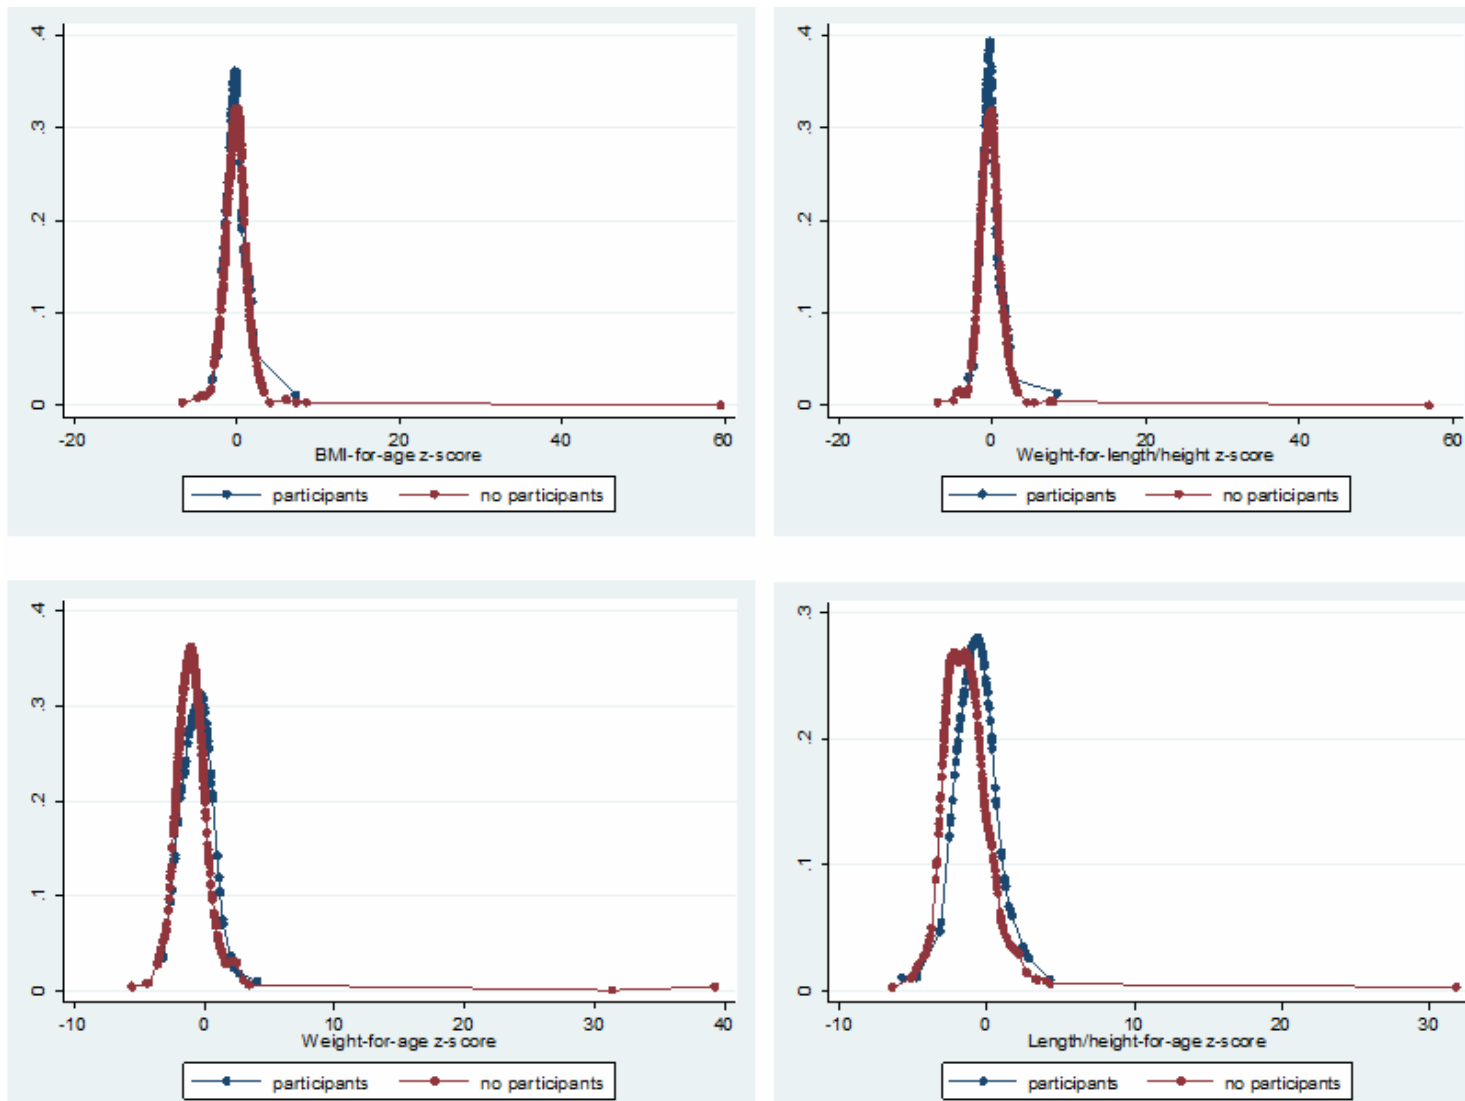 .4
.3
.2
.1
0
-20 0 20 40 60
BMI-for-age z-score
participants no participants
.4
.3
.2
.1
0
-20 0 20 40 60
Weight-for-length/height z-score
participants no participants
.4
.3
.2
.1
0
-10 0 10 20 30 40
Weight-for-age z-score
participants no participants
.3
.2
.1
0
-10 0 10 20 30
Length/height-for-age z-score
participants no participants